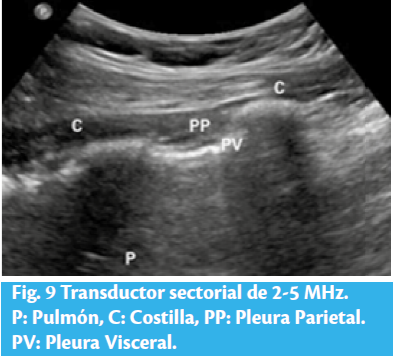 C
C
PP
PV
P
Fig. 9 Transductor sectorial de 2-5 MHz.
P: Pulmón, C: Costilla, PP: Pleura Parietal.
PV: Pleura Visceral.